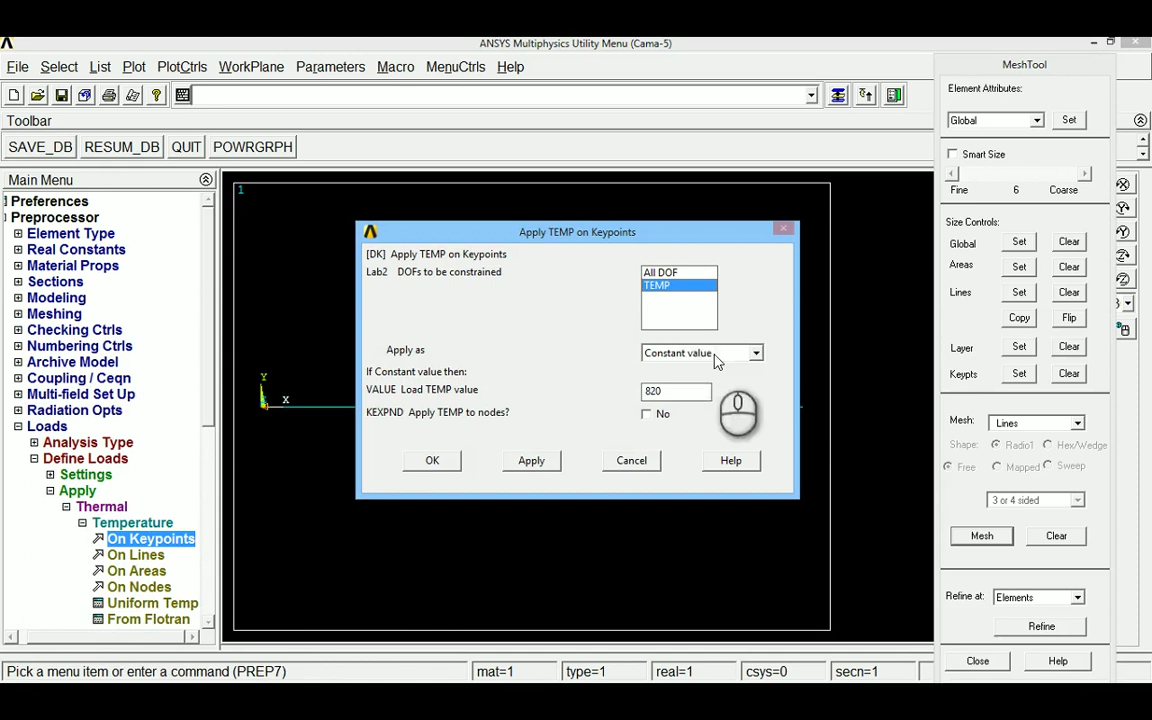 ANSYS Multiphysics Utility Menu (Cama-5)
File Select List Plot PlotCtrls WorkPlane Parameters Macro MenuCtrls Help
Toolbar
SAVE_DB RESUM_DB QUIT POWRGRPH
Main Menu
Preferences
Preprocessor
Element Type
Real Constants
Material Props
Sections
Modeling
Meshing
Checking Ctrls
Numbering Ctrls
Archive Model
Coupling / Ceqn
Multi-field Set Up
Radiation Opts
Loads
Analysis Type
Define Loads
Settings
Apply
Thermal
Temperature
On Keypoints
On Lines
On Areas
On Nodes
Uniform Temp
From Flotran
1
Y
X
Apply TEMP on Keypoints
[DK] Apply TEMP on Keypoints
Lab2 DOFs to be constrained
All DOF
TEMP
Apply as
Constant value
If Constant value then:
VALUE Load TEMP value
820
KEXPND Apply TEMP to nodes?
No
OK Apply Cancel Help
MeshTool
Element Attributes:
Global Set
Smart Size
Fine 6 Coarse
Size Controls:
Global Set Clear
Areas Set Clear
Lines Set Clear
Copy Flip
Layer Set Clear
Keypts Set Clear
Mesh: Lines
Shape: Radio1 Hex/Wedge
Free Mapped Sweep
3 or 4 sided
Mesh Clear
Refine at: Elements
Refine
Close Help
Pick a menu item or enter a command (PREP7) mat=1 type=1 real=1 csys=0 secn=1